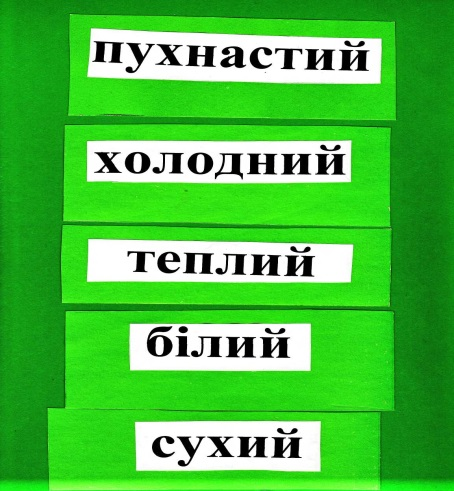 пухнастий
холодний
теплий
білий
сухий